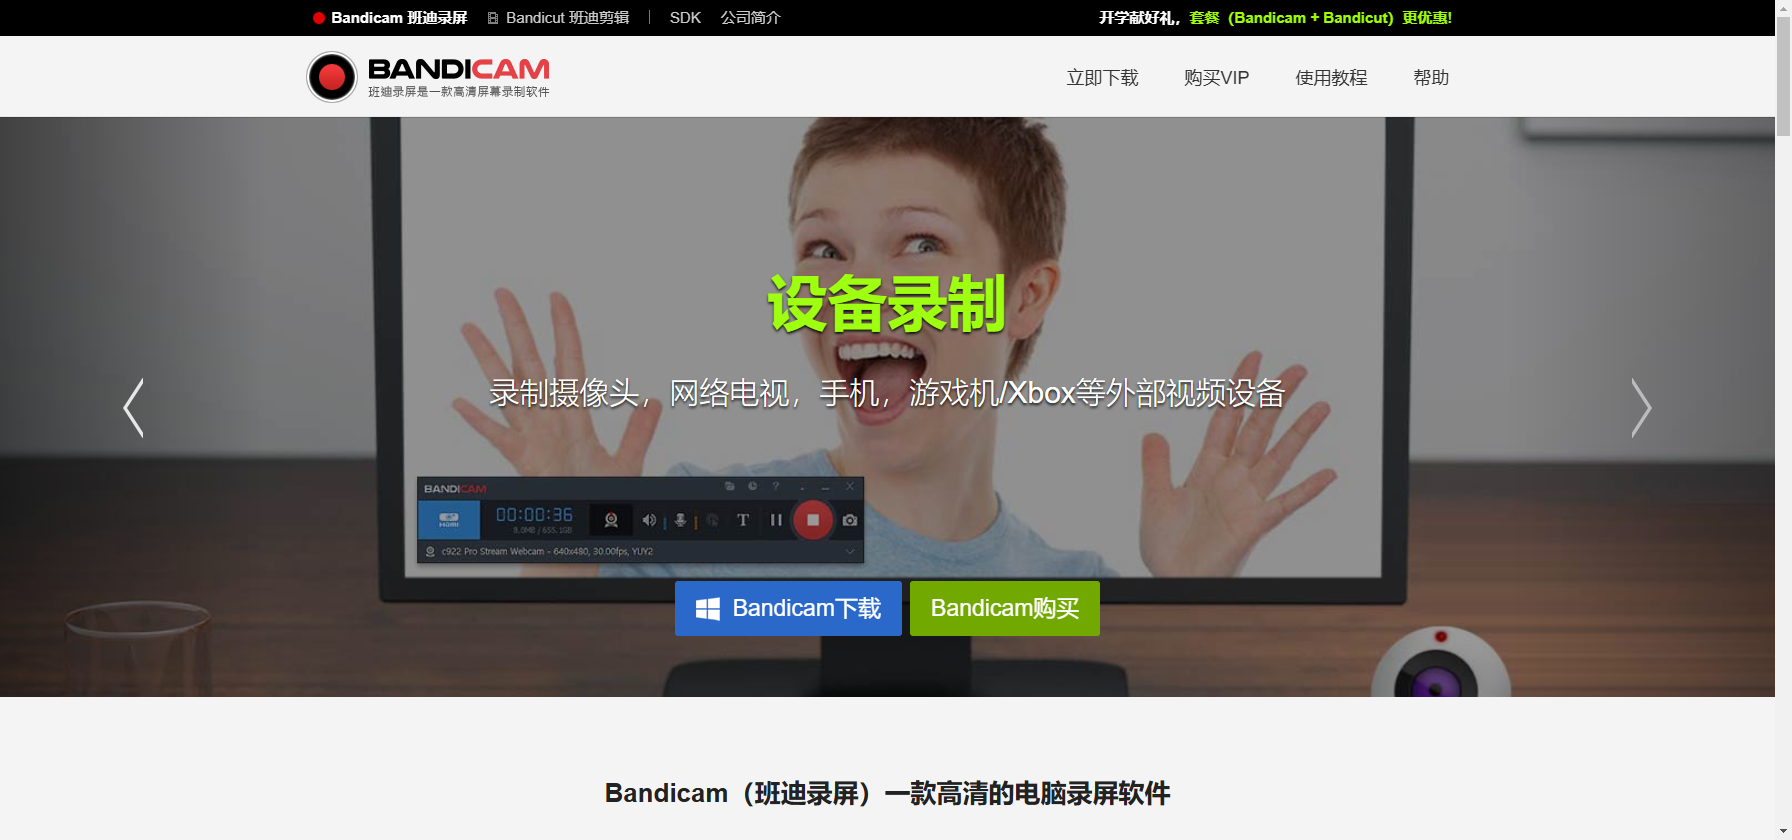 Bandicam 班迪录屏 Bandicut 班迪剪辑 SDK 公司简介 开学献好礼，套餐（Bandicam + Bandicut）更优惠!
BANDICAM
班迪录屏是一款高清屏幕录制软件
立即下载 购买VIP 使用教程 帮助
设备录制
录制摄像头，网络电视，手机，游戏机/Xbox等外部视频设备
BANDICAM
?
HDMI
00:00:36
8.0MB / 655.1GB
T
c922 Pro Stream Webcam - 640x480, 30.00fps, YUY2
Bandicam下载 Bandicam购买
Bandicam（班迪录屏）一款高清的电脑录屏软件